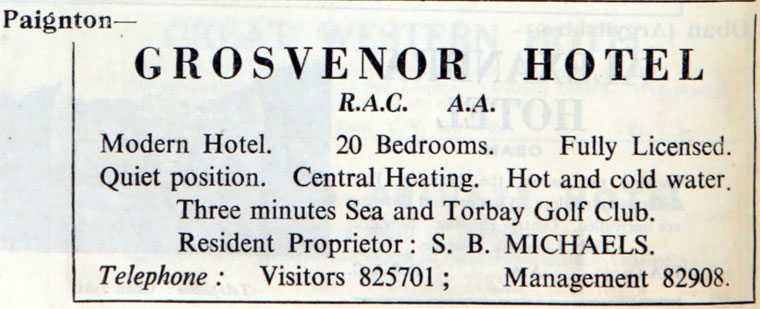 Paignton—
GROSVENOR HOTEL
R.A.C. A.A.
Modern Hotel. 20 Bedrooms. Fully Licensed.
Quiet position. Central Heating. Hot and cold water.
Three minutes Sea and Torbay Golf Club.
Resident Proprietor : S. B. MICHAELS.
Telephone : Visitors 825701 ; Management 82908.